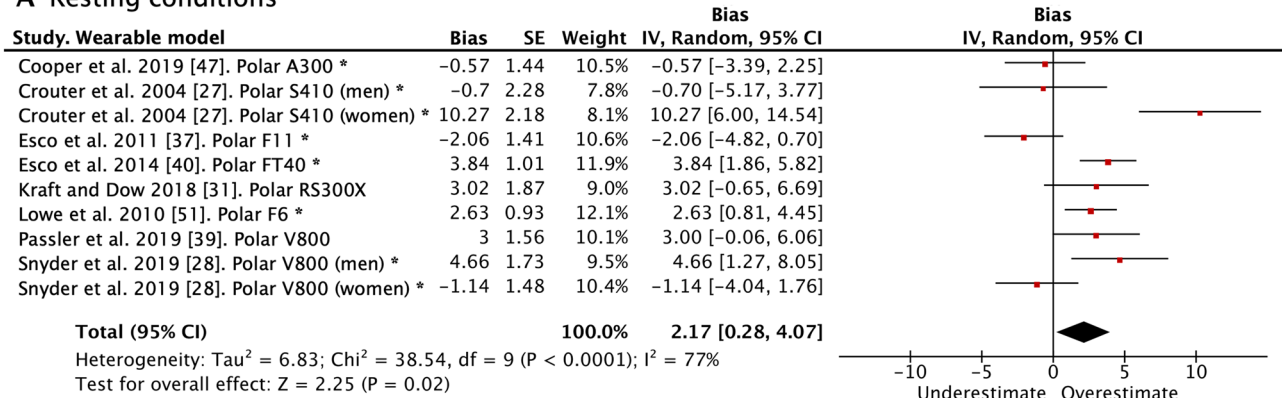 A Resting conditions
Bias Bias
Study. Wearable model Bias SE Weight IV, Random, 95% CI IV, Random, 95% CI
Cooper et al. 2019 [47]. Polar A300 * −0.57 1.44 10.5% −0.57 [−3.39, 2.25]
Crouter et al. 2004 [27]. Polar S410 (men) * −0.7 2.28 7.8% −0.70 [−5.17, 3.77]
Crouter et al. 2004 [27]. Polar S410 (women) * 10.27 2.18 8.1% 10.27 [6.00, 14.54]
Esco et al. 2011 [37]. Polar F11 * −2.06 1.41 10.6% −2.06 [−4.82, 0.70]
Esco et al. 2014 [40]. Polar FT40 * 3.84 1.01 11.9% 3.84 [1.86, 5.82]
Kraft and Dow 2018 [31]. Polar RS300X 3.02 1.87 9.0% 3.02 [−0.65, 6.69]
Lowe et al. 2010 [51]. Polar F6 * 2.63 0.93 12.1% 2.63 [0.81, 4.45]
Passler et al. 2019 [39]. Polar V800 3 1.56 10.1% 3.00 [−0.06, 6.06]
Snyder et al. 2019 [28]. Polar V800 (men) * 4.66 1.73 9.5% 4.66 [1.27, 8.05]
Snyder et al. 2019 [28]. Polar V800 (women) * −1.14 1.48 10.4% −1.14 [−4.04, 1.76]
Total (95% CI) 100.0% 2.17 [0.28, 4.07]
Heterogeneity: Tau² = 6.83; Chi² = 38.54, df = 9 (P < 0.0001); I² = 77%
Test for overall effect: Z = 2.25 (P = 0.02)
−10 −5 0 5 10
Underestimate Overestimate